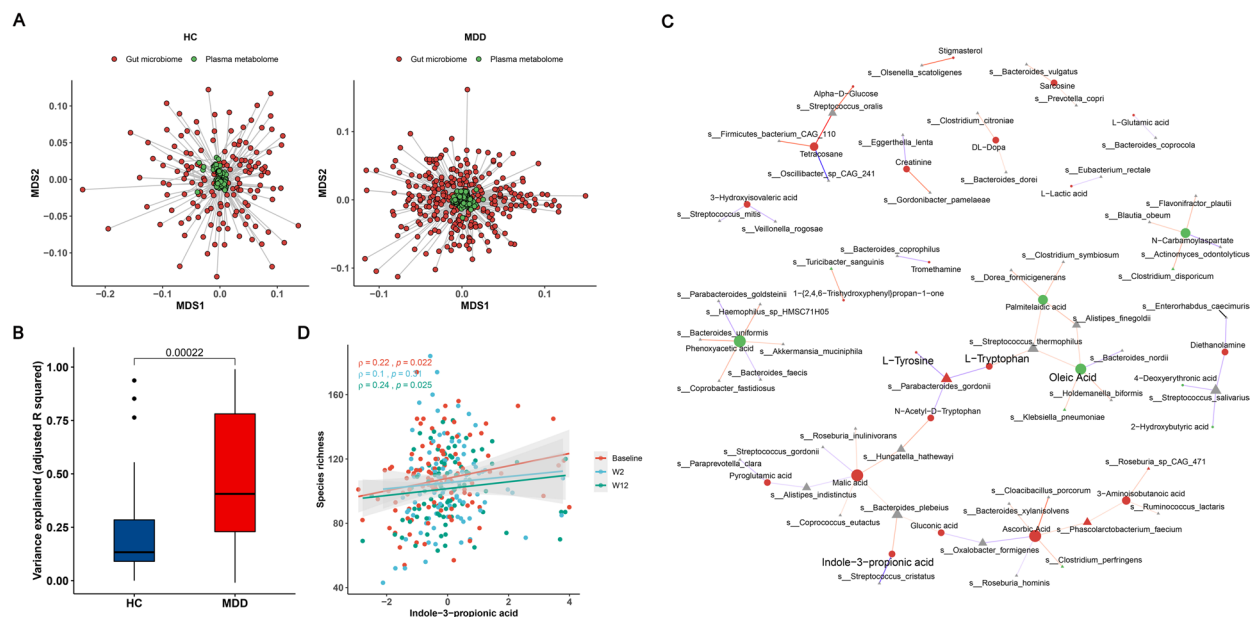 A
HC
Gut microbiome
Plasma metabolome
MDS2
0.10
0.05
0.00
−0.05
−0.10
−0.2
−0.1
0.0
0.1
MDS1
MDD
Gut microbiome
Plasma metabolome
MDS2
0.1
0.0
−0.1
−0.1
0.0
0.1
MDS1
B
0.00022
Variance explained (adjusted R squared)
1.00
0.75
0.50
0.25
0.00
HC
MDD
D
ρ = 0.22 , p = 0.022
ρ = 0.1 , p = 0.31
ρ = 0.24 , p = 0.025
Species richness
200
160
120
80
40
−2
0
2
4
Indole−3−propionic acid
Baseline
W2
W12
C
Stigmasterol
s__Olsenella_scatoligenes
s__Bacteroides_vulgatus
Sarcosine
s__Prevotella_copri
Alpha−D−Glucose
s__Streptococcus_oralis
s__Firmicutes_bacterium_CAG_110
Tetracosane
s__Oscillibacter_sp_CAG_241
s__Eggerthella_lenta
Creatinine
s__Gordonibacter_pamelaeae
s__Clostridium_citroniae
DL−Dopa
s__Bacteroides_dorei
L−Glutamic acid
s__Bacteroides_coprocola
s__Eubacterium_rectale
L−Lactic acid
3−Hydroxyisovaleric acid
s__Streptococcus_mitis
s__Veillonella_rogosae
s__Flavonifractor_plautii
s__Blautia_obeum
N−Carbamoylaspartate
s__Actinomyces_odontolyticus
s__Clostridium_disporicum
s__Bacteroides_coprophilus
s__Turicibacter_sanguinis
Tromethamine
1−(2,4,6−Trihydroxyphenyl)propan−1−one
s__Clostridium_symbiosum
s__Dorea_formicigenerans
Palmitelaidic acid
s__Alistipes_finegoldii
s__Enterorhabdus_caecimuris
s__Parabacteroides_goldsteinii
s__Haemophilus_sp_HMSC71H05
s__Bacteroides_uniformis
Phenoxyacetic acid
s__Akkermansia_muciniphila
s__Bacteroides_faecis
s__Coprobacter_fastidiosus
s__Streptococcus_thermophilus
s__Bacteroides_nordii
Oleic Acid
s__Holdemanella_biformis
s__Klebsiella_pneumoniae
Diethanolamine
4−Deoxyerythronic acid
s__Streptococcus_salivarius
2−Hydroxybutyric acid
L−Tyrosine
L−Tryptophan
s__Parabacteroides_gordonii
N−Acetyl−D−Tryptophan
s__Roseburia_inulinivorans
s__Streptococcus_gordonii
s__Hungatella_hathewayi
s__Paraprevotella_clara
Pyroglutamic acid
Malic acid
s__Alistipes_indistinctus
s__Bacteroides_plebeius
s__Coprococcus_eutactus
Indole−3−propionic acid
s__Streptococcus_cristatus
s__Roseburia_sp_CAG_471
s__Cloacibacillus_porcorum
3−Aminoisobutanoic acid
s__Bacteroides_xylanisolvens
s__Ruminococcus_lactaris
Gluconic acid
Ascorbic Acid
s__Phascolarctobacterium_faecium
s__Oxalobacter_formigenes
s__Clostridium_perfringens
s__Roseburia_hominis